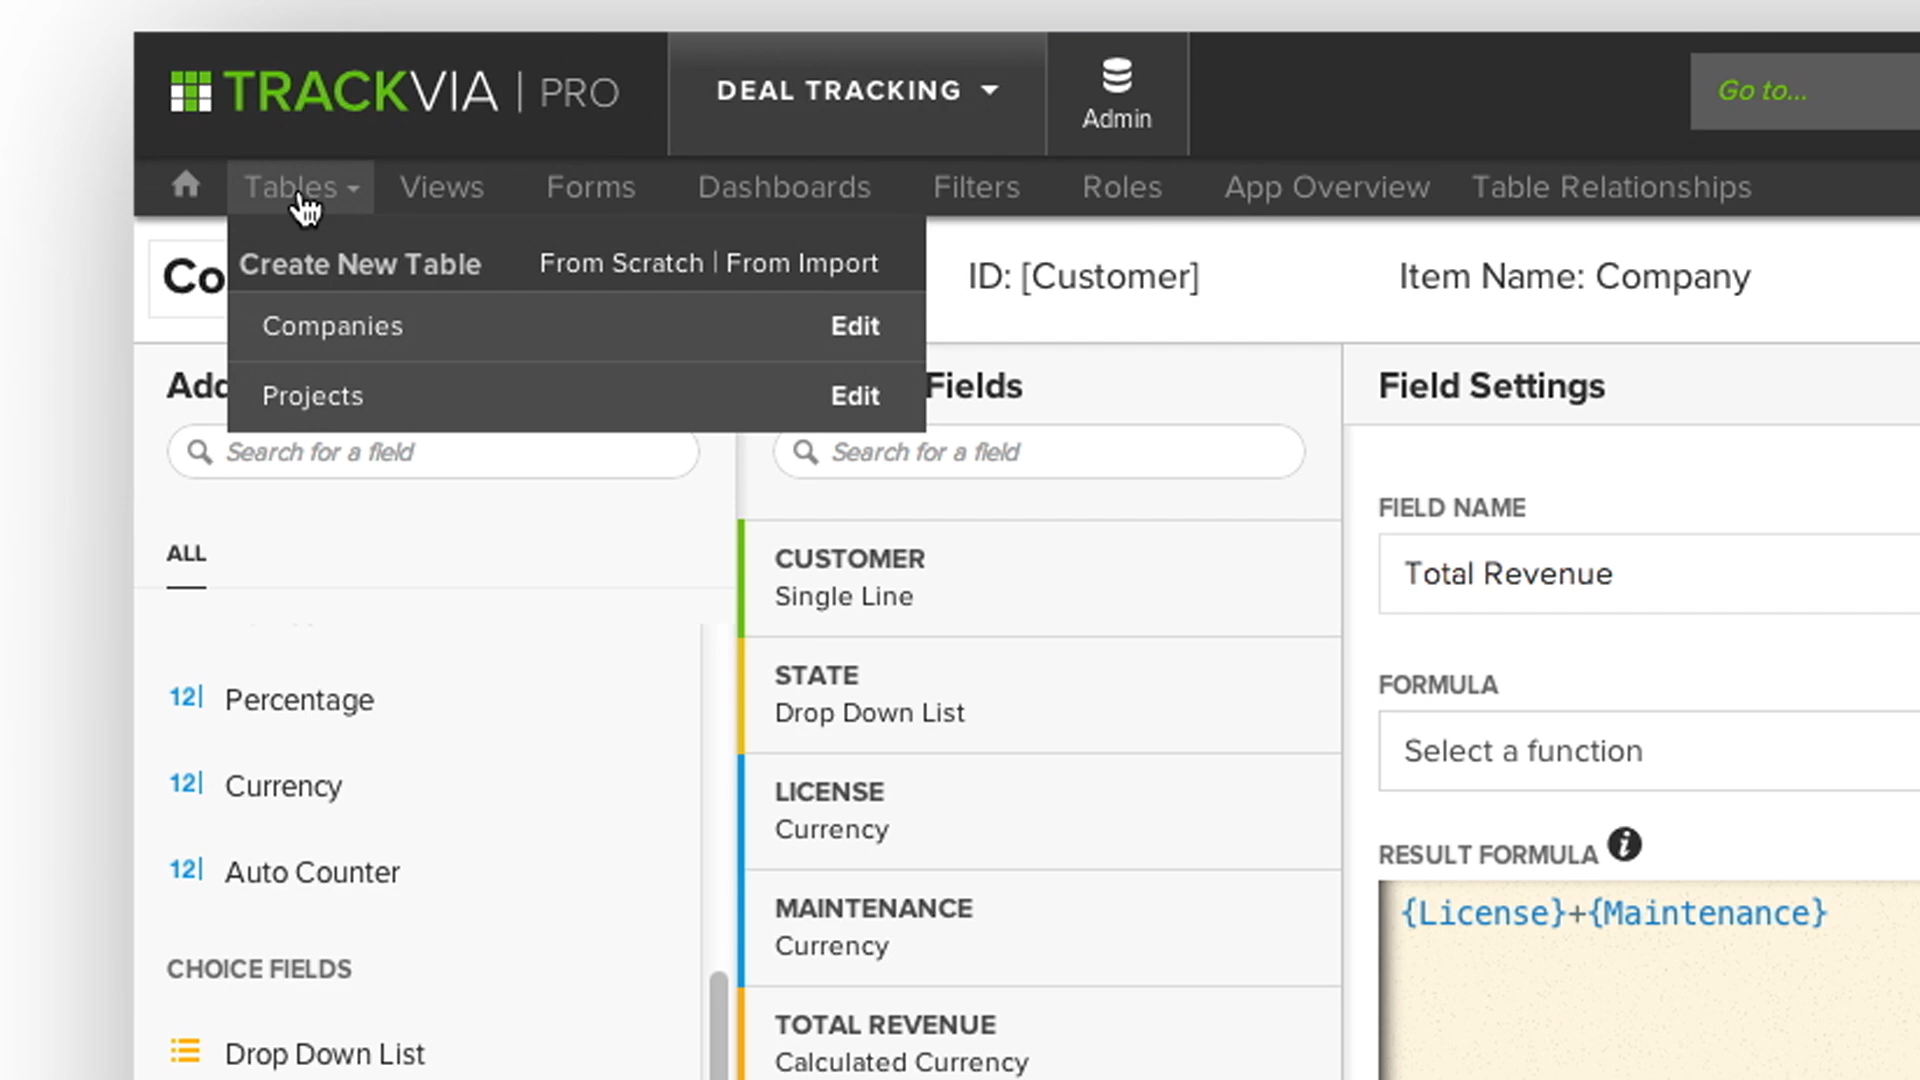 TRACKVIA | PRO
DEAL TRACKING
Admin
Go to...
Tables
Views
Forms
Dashboards
Filters
Roles
App Overview
Table Relationships
Create New Table
From Scratch | From Import
Companies
Edit
Projects
Edit
Co
ID: [Customer]
Item Name: Company
Add
Fields
Field Settings
Search for a field
Search for a field
ALL
12| Percentage
12| Currency
12| Auto Counter
CHOICE FIELDS
Drop Down List
CUSTOMER
Single Line
STATE
Drop Down List
LICENSE
Currency
MAINTENANCE
Currency
TOTAL REVENUE
Calculated Currency
FIELD NAME
Total Revenue
FORMULA
Select a function
RESULT FORMULA i
{License}+{Maintenance}